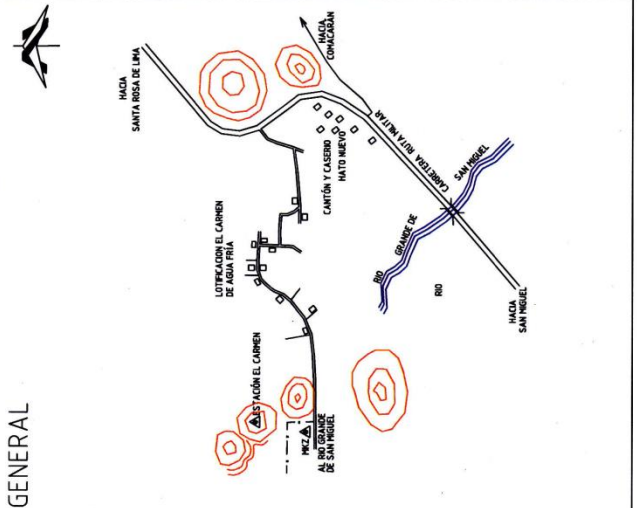 GENERAL
HACIA
SANTA ROSA DE LIMA
HACIA
COMACARÁN
LOTIFICACION EL CARMEN
DE AGUA FRÍA
CANTÓN Y CASERIO
HATO NUEVO
CARRETERA RUTA MILITAR
ESTACIÓN EL CARMEN
MKZ
AL RIO GRANDE
DE SAN MIGUEL
RIO
GRANDE DE
SAN MIGUEL
RIO
HACIA
SAN MIGUEL